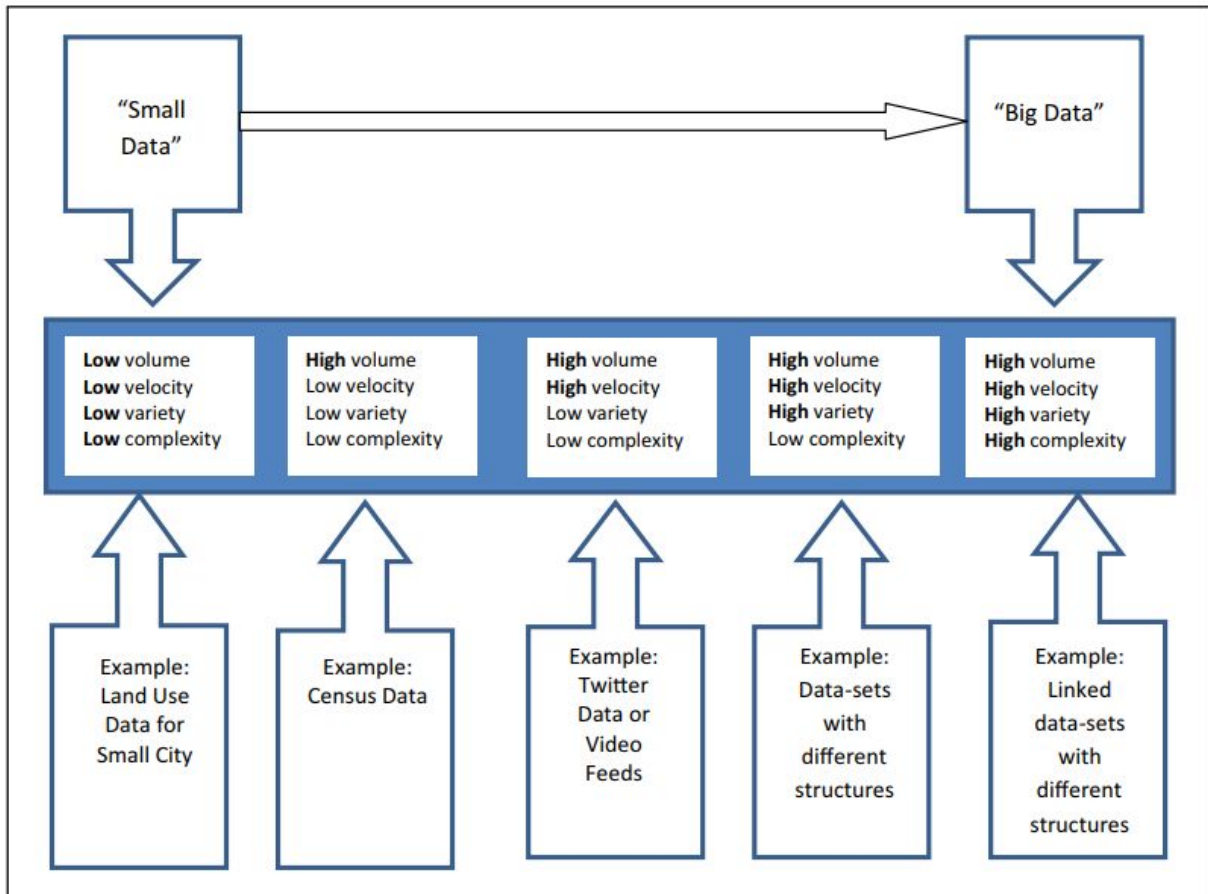 “Small
Data”
“Big Data”
Low volume
Low velocity
Low variety
Low complexity
High volume
Low velocity
Low variety
Low complexity
High volume
High velocity
Low variety
Low complexity
High volume
High velocity
High variety
Low complexity
High volume
High velocity
High variety
High complexity
Example:
Land Use
Data for
Small City
Example:
Census Data
Example:
Twitter
Data or
Video
Feeds
Example:
Data-sets
with
different
structures
Example:
Linked
data-sets
with
different
structures